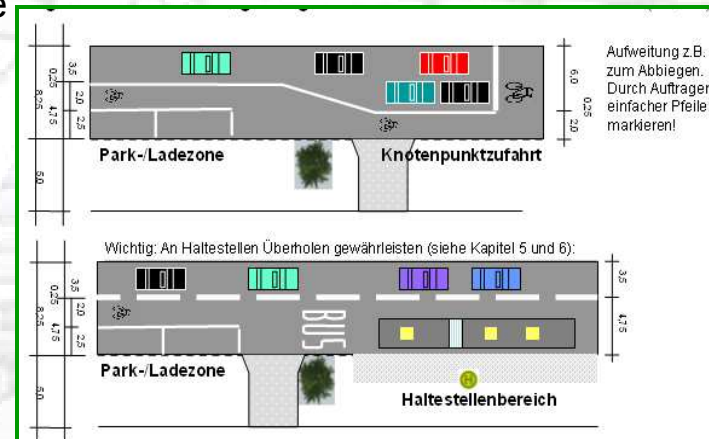 e
3,5
0,25
2,0
8,25
4,75
2,5
5,0
6,0
0,25
2,0
Aufweitung z.B.
zum Abbiegen.
Durch Auftragen
einfacher Pfeile
markieren!
Park-/Ladezone
Knotenpunktzufahrt
Wichtig: An Haltestellen Überholen gewährleisten (siehe Kapitel 5 und 6):
3,5
0,25
2,0
8,25
4,75
2,5
5,0
3,5
4,75
BUS
Park-/Ladezone
H
Haltestellenbereich